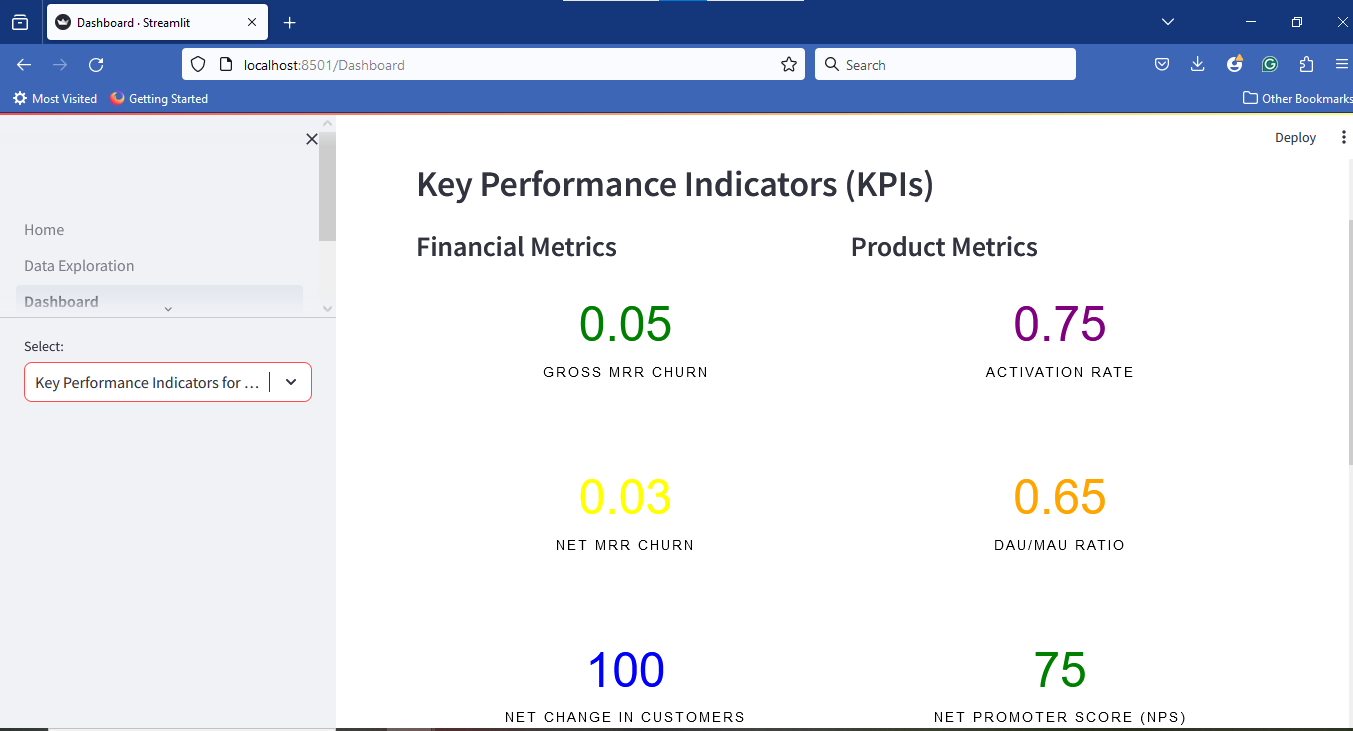 Dashboard · Streamlit
localhost:8501/Dashboard
Search
Most Visited
Getting Started
Other Bookmarks
Deploy
Home
Data Exploration
Dashboard
Select:
Key Performance Indicators for ...
Key Performance Indicators (KPIs)
Financial Metrics
Product Metrics
0.05
GROSS MRR CHURN
0.75
ACTIVATION RATE
0.03
NET MRR CHURN
0.65
DAU/MAU RATIO
100
NET CHANGE IN CUSTOMERS
75
NET PROMOTER SCORE (NPS)